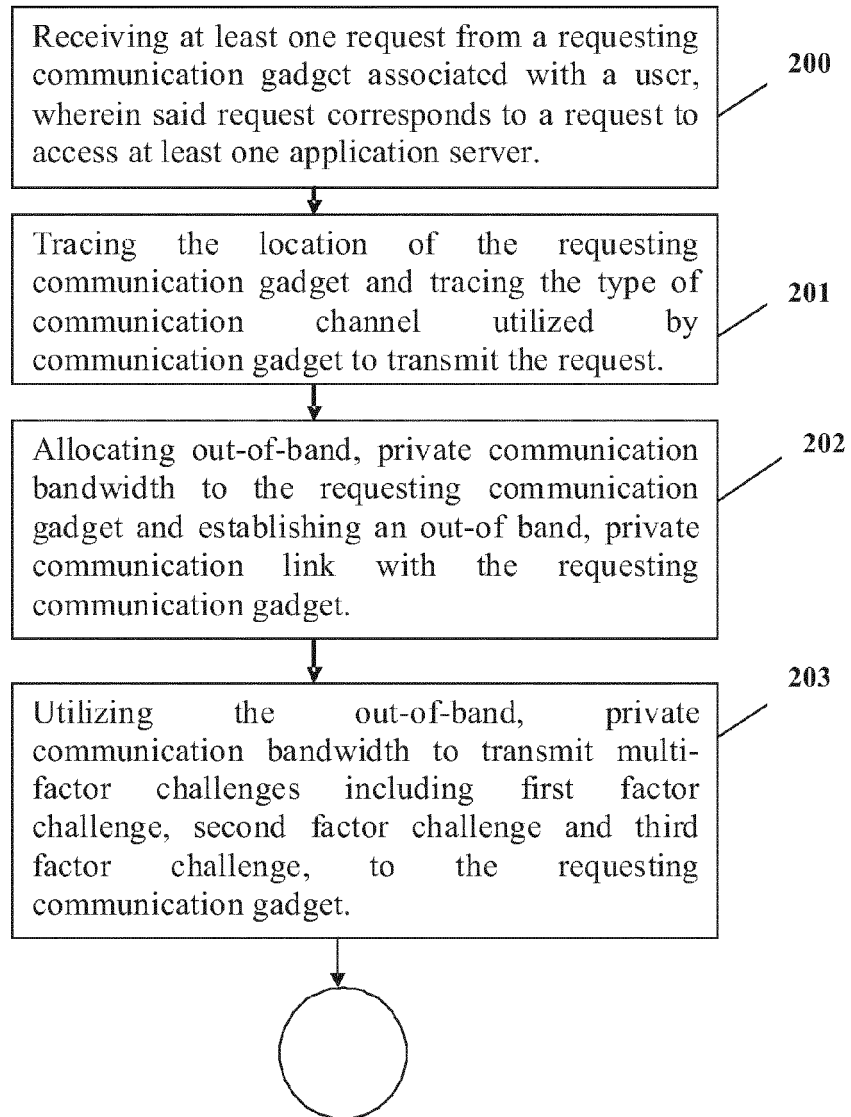 Receiving at least one request from a requesting
communication gadget associated with a user,
wherein said request corresponds to a request to
access at least one application server.
200
Tracing the location of the requesting
communication gadget and tracing the type of
communication channel utilized by
communication gadget to transmit the request.
201
Allocating out-of-band, private communication
bandwidth to the requesting communication
gadget and establishing an out-of band, private
communication link with the requesting
communication gadget.
202
Utilizing the out-of-band, private
communication bandwidth to transmit multi-
factor challenges including first factor
challenge, second factor challenge and third
factor challenge, to the requesting
communication gadget.
203